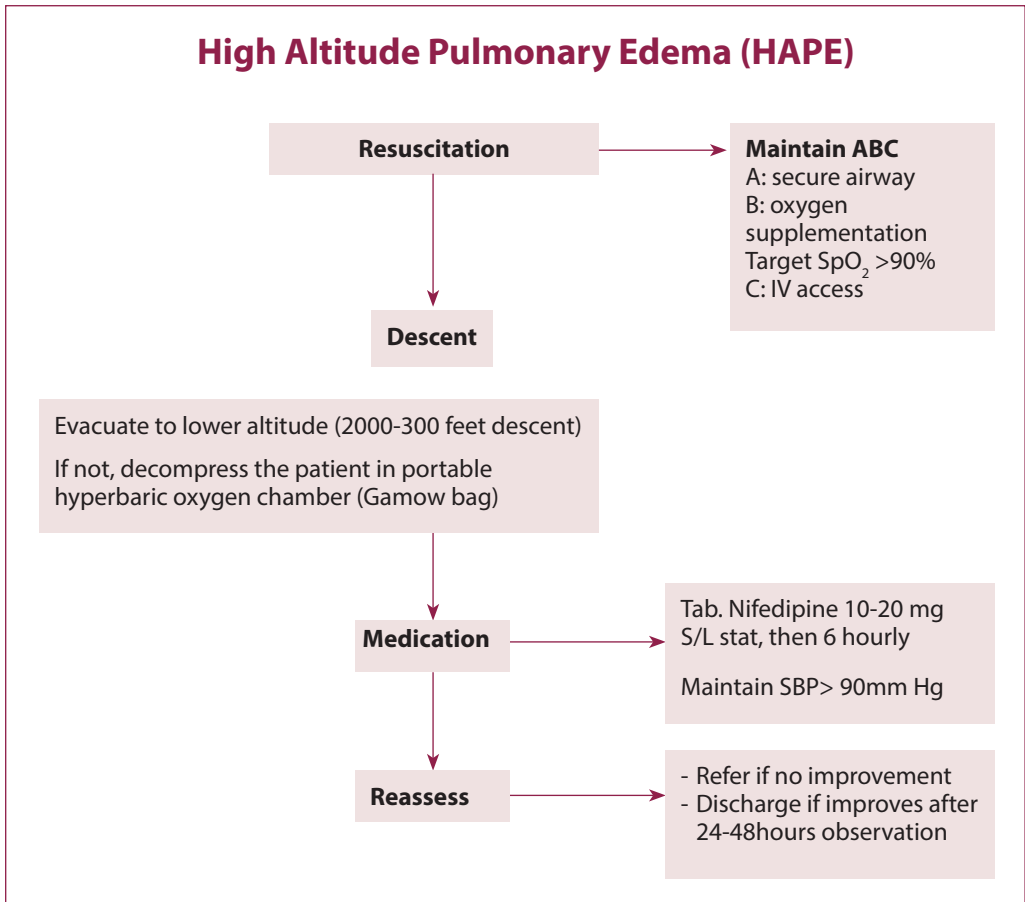 High Altitude Pulmonary Edema (HAPE)
Resuscitation
Maintain ABC
A: secure airway
B: oxygen
supplementation
Target SpO₂ >90%
C: IV access
Descent
Evacuate to lower altitude (2000-300 feet descent)
If not, decompress the patient in portable
hyperbaric oxygen chamber (Gamow bag)
Medication
Tab. Nifedipine 10-20 mg
S/L stat, then 6 hourly
Maintain SBP> 90mm Hg
Reassess
- Refer if no improvement
- Discharge if improves after
24-48hours observation